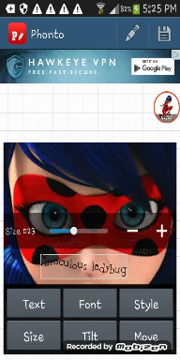 82% 5:25 PM
Phonto
HAWKEYE VPN
FREE FAST SECURE.
GET IT ON
Google Play
Size:#23
miraculous ladybug
Text Font Style
Size Tilt Move
Recorded by Mobizen